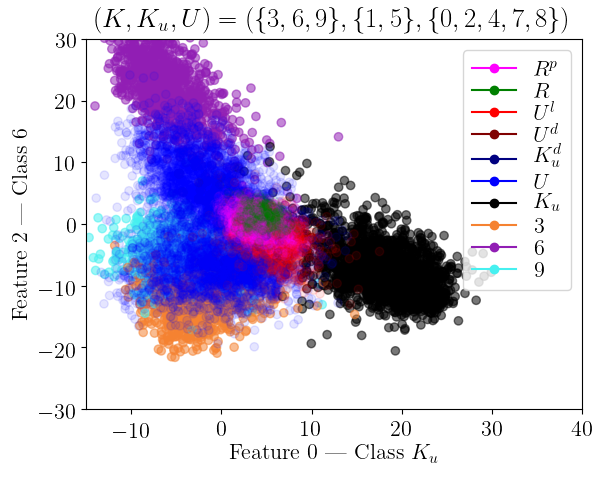 (K, K_u, U) = ({3, 6, 9}, {1, 5}, {0, 2, 4, 7, 8})
30
20
10
0
−10
−20
−30
Feature 2 — Class 6
R^p
R
U^l
U^d
K_u^d
U
K_u
3
6
9
−10
0
10
20
30
40
Feature 0 — Class K_u